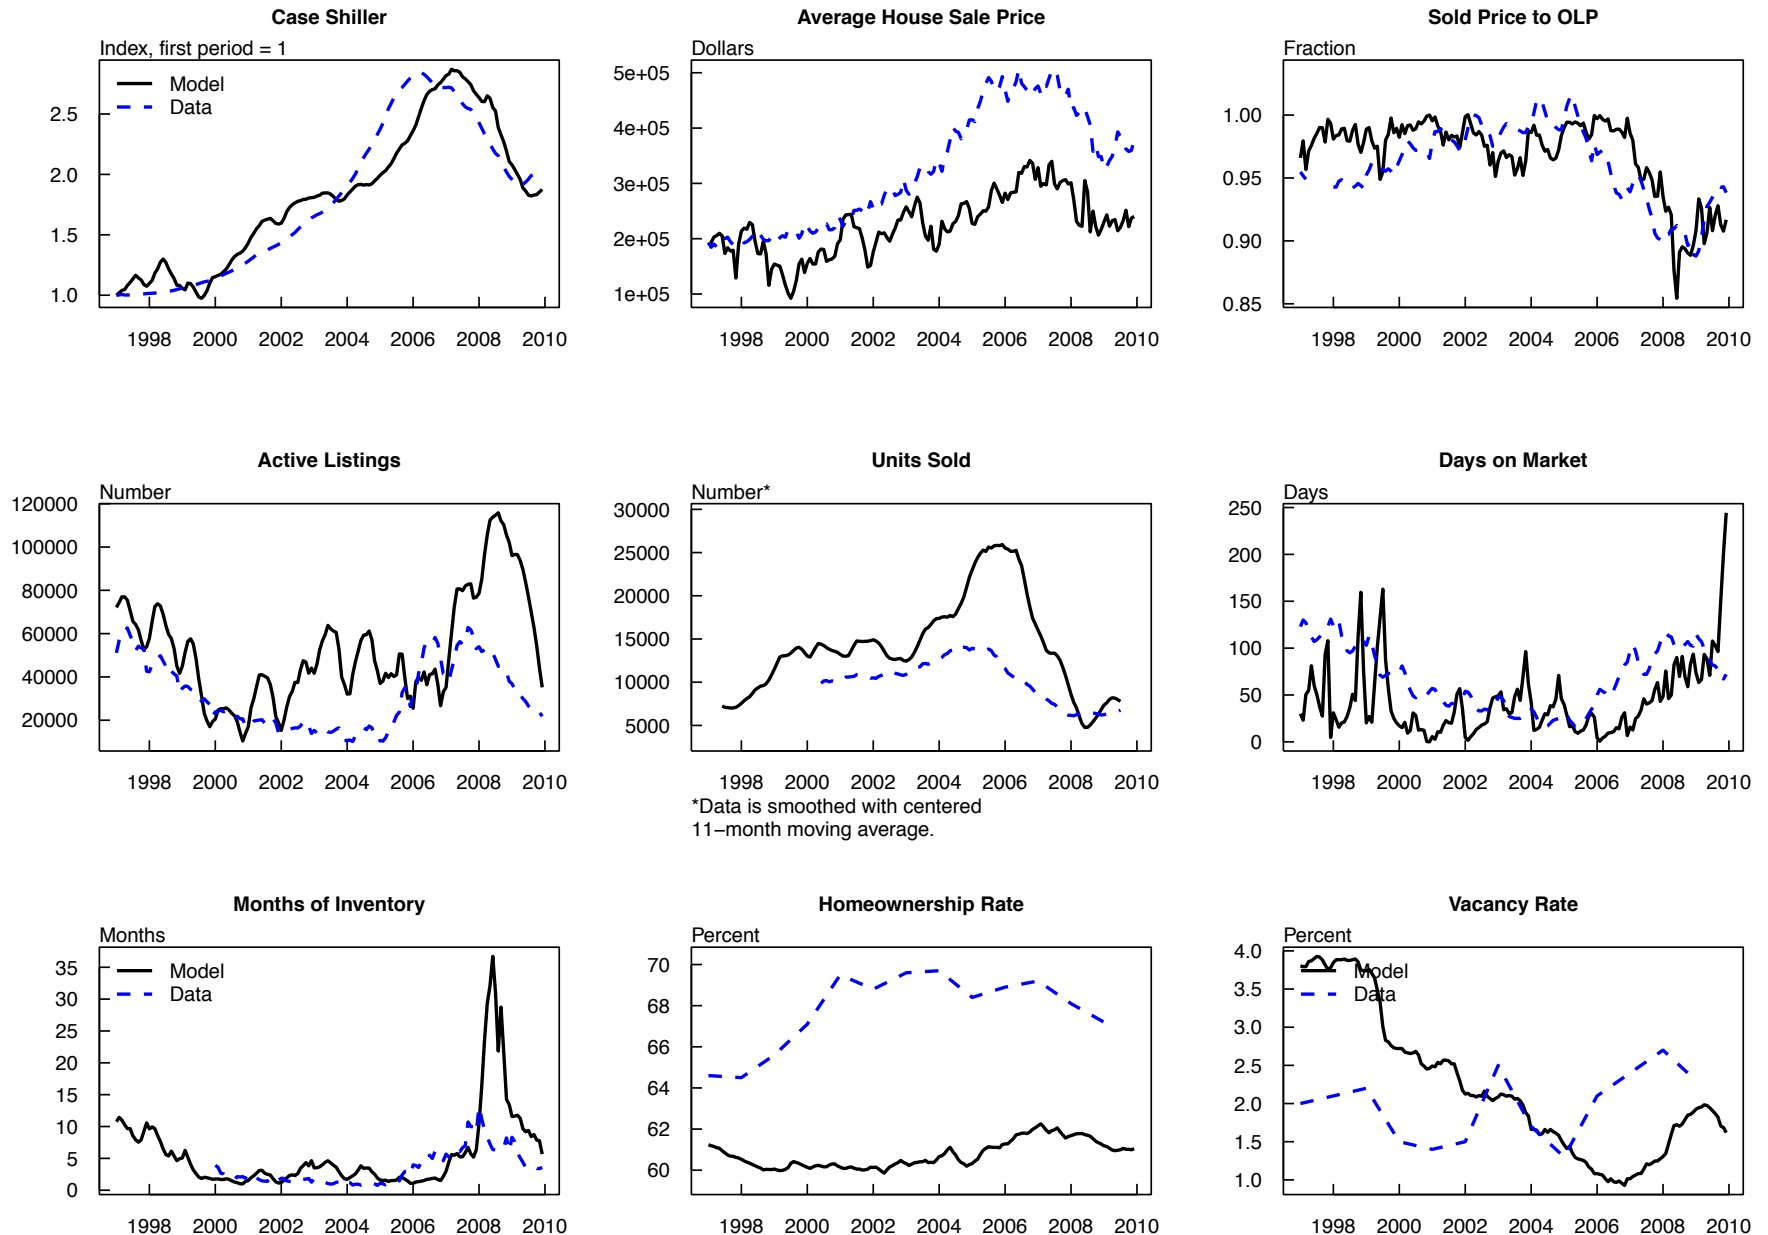 Case Shiller
Index, first period = 1
Model
Data
2.5
2.0
1.5
1.0
1998 2000 2002 2004 2006 2008 2010
Average House Sale Price
Dollars
5e+05
4e+05
3e+05
2e+05
1e+05
1998 2000 2002 2004 2006 2008 2010
Sold Price to OLP
Fraction
1.00
0.95
0.90
0.85
1998 2000 2002 2004 2006 2008 2010
Active Listings
Number
120000
100000
80000
60000
40000
20000
1998 2000 2002 2004 2006 2008 2010
Units Sold
Number*
30000
25000
20000
15000
10000
5000
1998 2000 2002 2004 2006 2008 2010
*Data is smoothed with centered
11−month moving average.
Days on Market
Days
250
200
150
100
50
0
1998 2000 2002 2004 2006 2008 2010
Months of Inventory
Months
Model
Data
35
30
25
20
15
10
5
0
1998 2000 2002 2004 2006 2008 2010
Homeownership Rate
Percent
70
68
66
64
62
60
1998 2000 2002 2004 2006 2008 2010
Vacancy Rate
Percent
Model
Data
4.0
3.5
3.0
2.5
2.0
1.5
1.0
1998 2000 2002 2004 2006 2008 2010